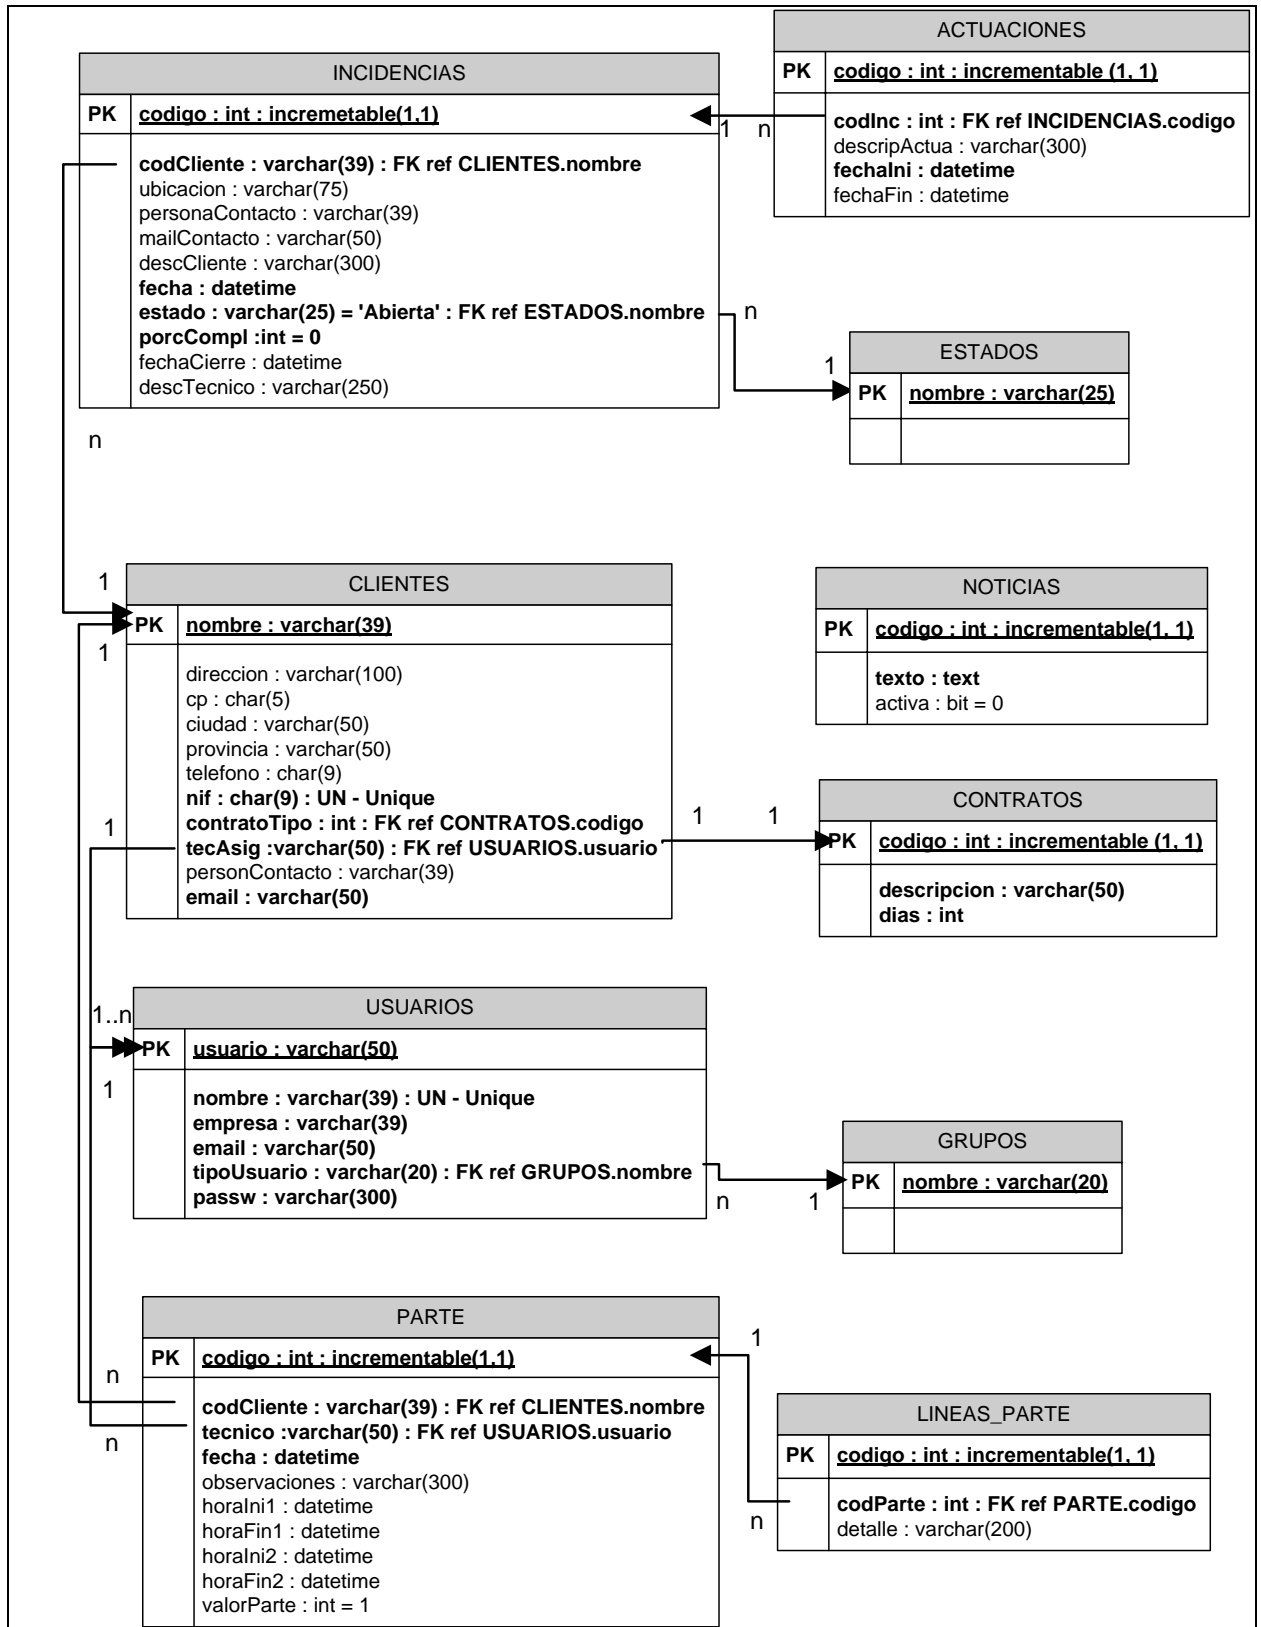 ACTUACIONES
PK codigo : int : incrementable (1, 1)
codInc : int : FK ref INCIDENCIAS.codigo
descripActua : varchar(300)
fechaIni : datetime
fechaFin : datetime
INCIDENCIAS
PK codigo : int : incremetable(1,1)
1 n
codCliente : varchar(39) : FK ref CLIENTES.nombre
ubicacion : varchar(75)
personaContacto : varchar(39)
mailContacto : varchar(50)
descCliente : varchar(300)
fecha : datetime
estado : varchar(25) = 'Abierta' : FK ref ESTADOS.nombre
porcCompl :int = 0
fechaCierre : datetime
descTecnico : varchar(250)
n
1
n
ESTADOS
PK nombre : varchar(25)
1
1
CLIENTES
PK nombre : varchar(39)
direccion : varchar(100)
cp : char(5)
ciudad : varchar(50)
provincia : varchar(50)
telefono : char(9)
nif : char(9) : UN - Unique
contratoTipo : int : FK ref CONTRATOS.codigo
tecAsig :varchar(50) : FK ref USUARIOS.usuario
personContacto : varchar(39)
email : varchar(50)
1
1 1
NOTICIAS
PK codigo : int : incrementable(1, 1)
texto : text
activa : bit = 0
CONTRATOS
PK codigo : int : incrementable (1, 1)
descripcion : varchar(50)
dias : int
1..n
1
USUARIOS
PK usuario : varchar(50)
nombre : varchar(39) : UN - Unique
empresa : varchar(39)
email : varchar(50)
tipoUsuario : varchar(20) : FK ref GRUPOS.nombre
passw : varchar(300)
n 1
GRUPOS
PK nombre : varchar(20)
PARTE
PK codigo : int : incrementable(1,1)
n
n
codCliente : varchar(39) : FK ref CLIENTES.nombre
tecnico :varchar(50) : FK ref USUARIOS.usuario
fecha : datetime
observaciones : varchar(300)
horaIni1 : datetime
horaFin1 : datetime
horaIni2 : datetime
horaFin2 : datetime
valorParte : int = 1
1
n
LINEAS_PARTE
PK codigo : int : incrementable(1, 1)
codParte : int : FK ref PARTE.codigo
detalle : varchar(200)